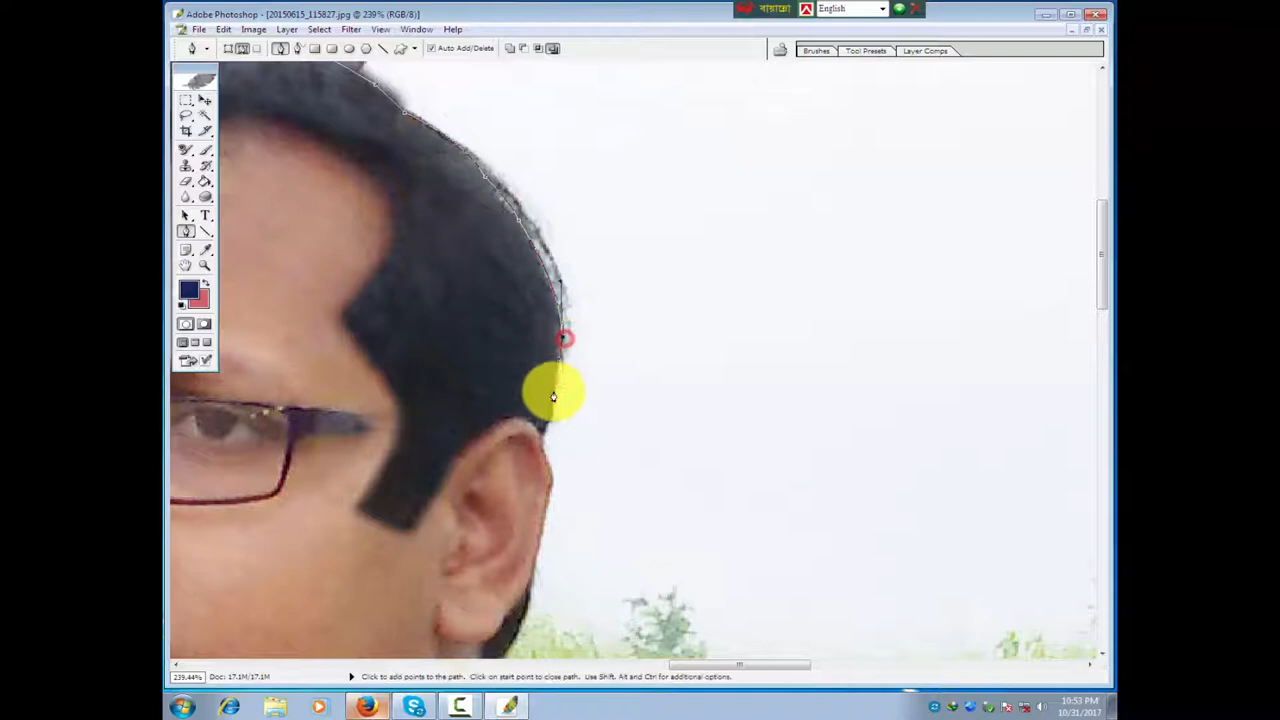 Adobe Photoshop - [20150615_115827.jpg @ 239% (RGB/8)]
বায়ান্নো English
File Edit Image Layer Select Filter View Window Help
Auto Add/Delete
Brushes Tool Presets Layer Comps
T
239.44% Doc: 17.1M/17.1M Click to add points to the path. Click on start point to close path. Use Shift, Alt and Ctrl for additional options.
10:53 PM
10/31/2017